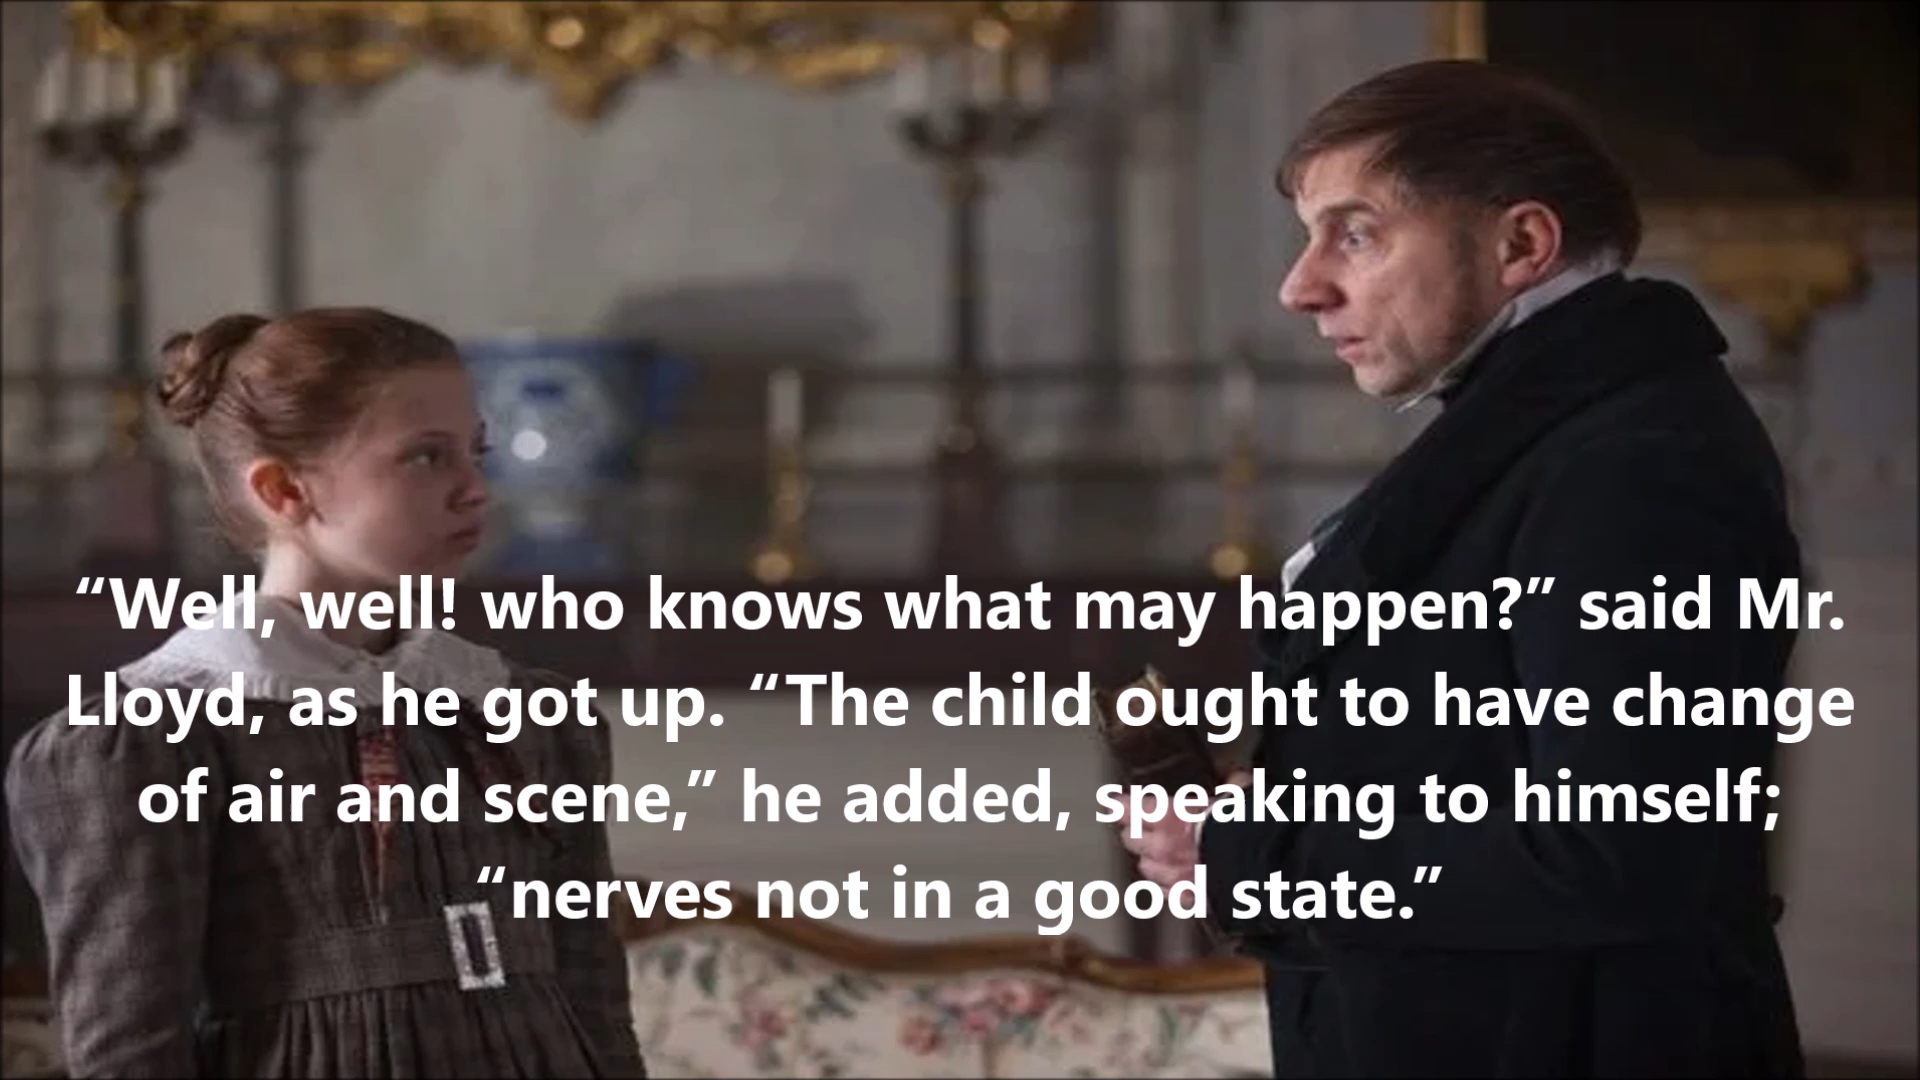 “Well, well! who knows what may happen?” said Mr.
Lloyd, as he got up. “The child ought to have change
of air and scene,” he added, speaking to himself;
“nerves not in a good state.”